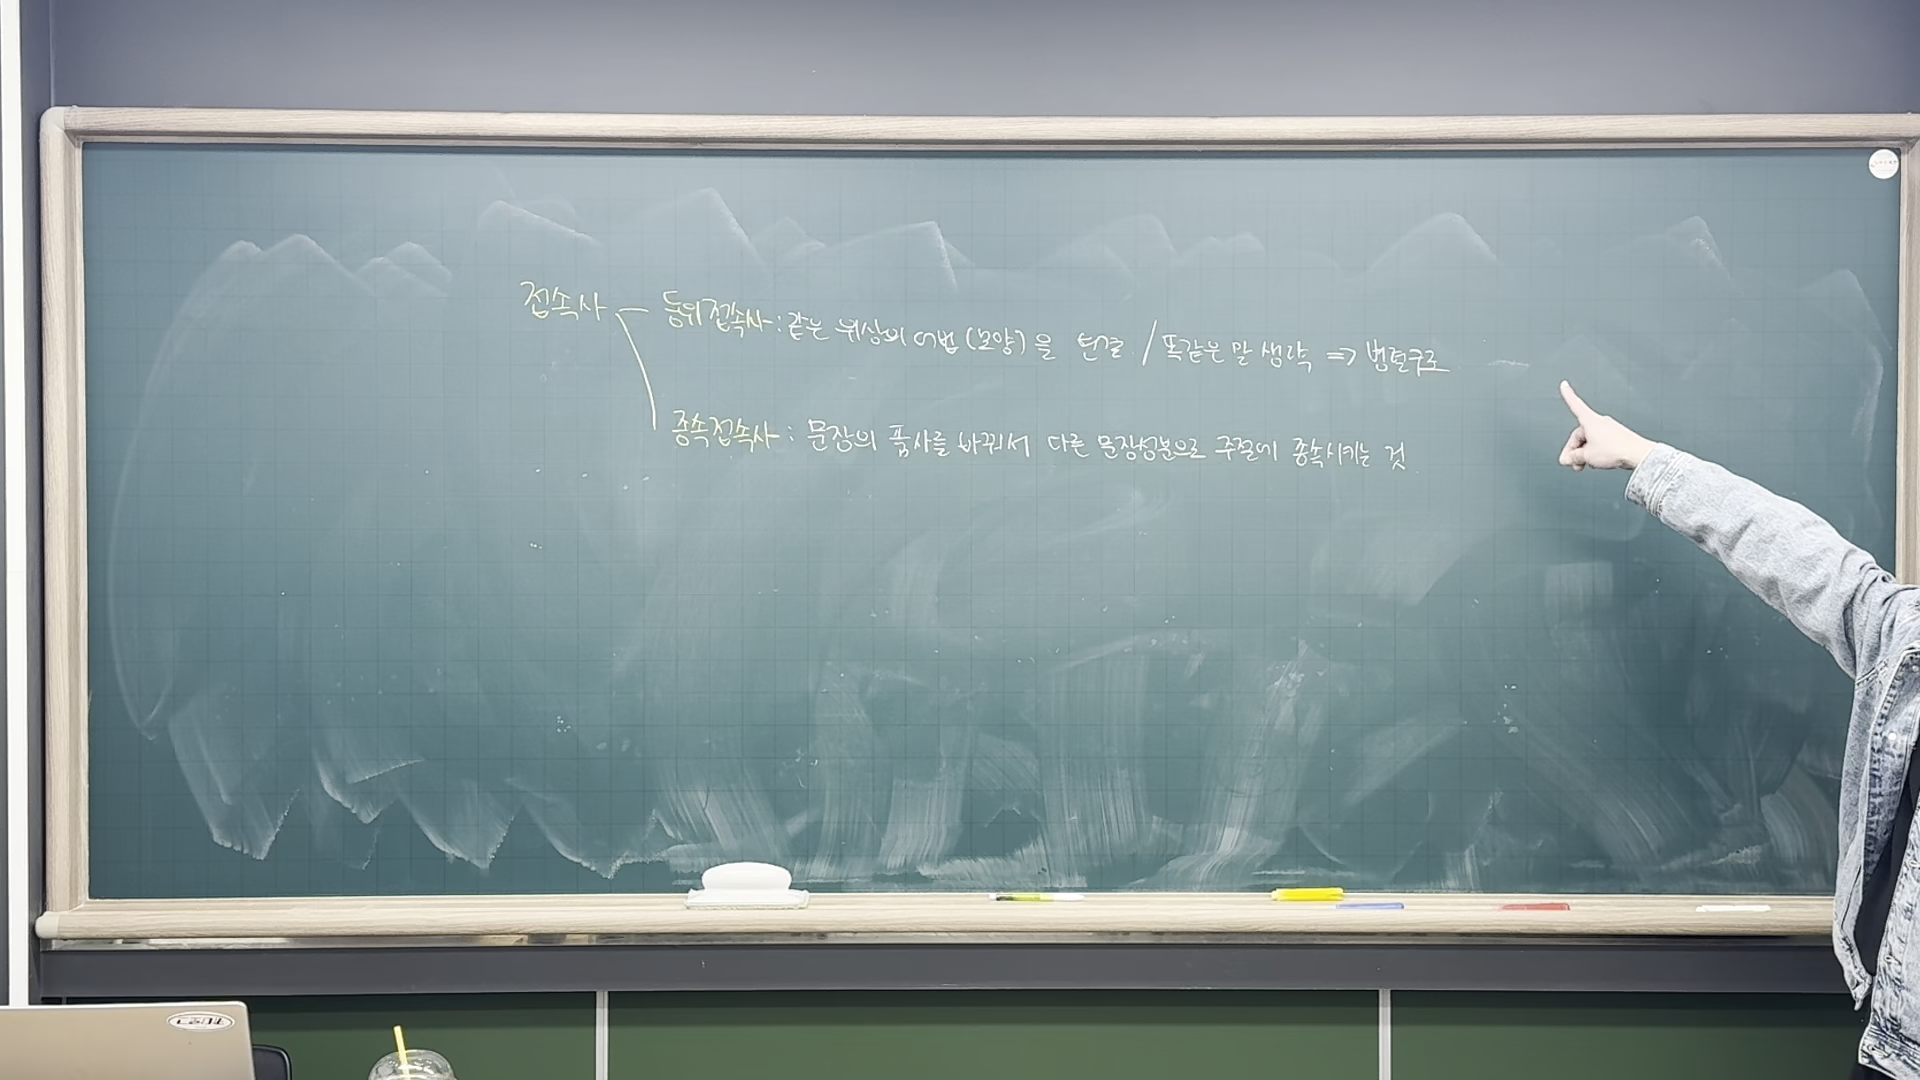 접속사 등위접속사 : 같은 위상의 어법 (모양)을 연결 / 똑같은 말 생략 => 병렬구조
종속접속사 : 문장의 품사를 바꿔서 다른 문장성분으로 주절에 종속시키는 것